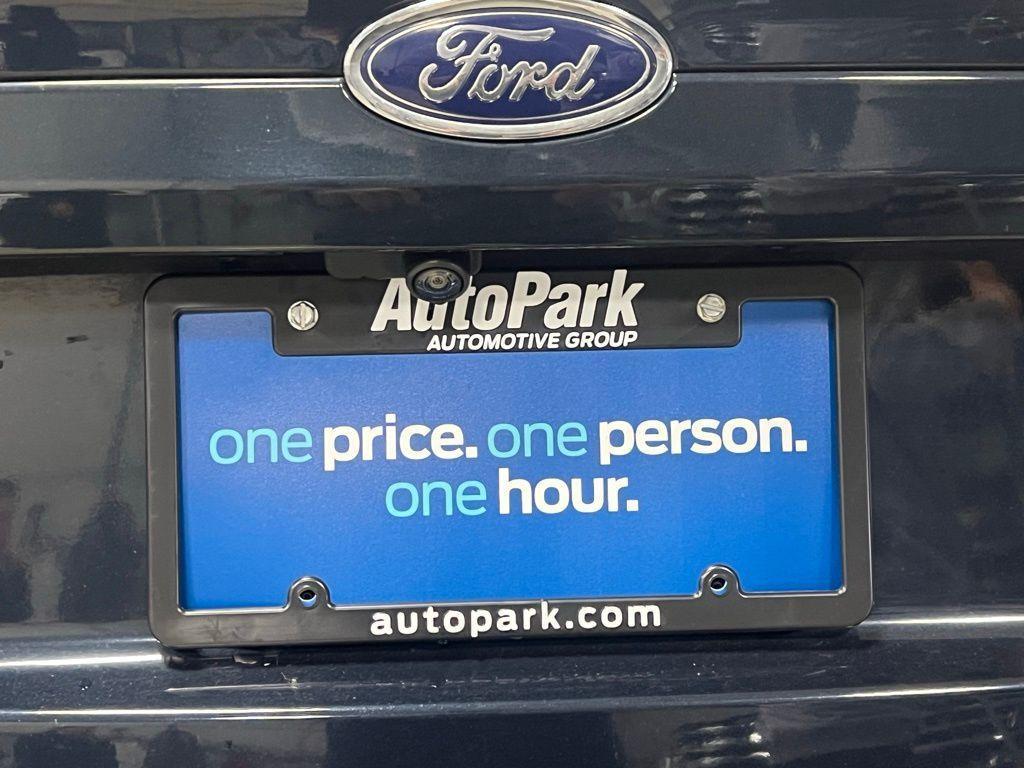 Ford
AutoPark
AUTOMOTIVE GROUP
one price. one person.
one hour.
autopark.com